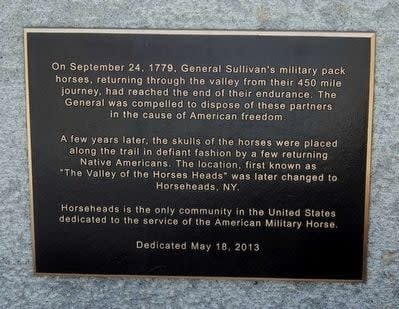 On September 24, 1779, General Sullivan's military pack
horses, returning through the valley from their 450 mile
journey, had reached the end of their endurance. The
General was compelled to dispose of these partners
in the cause of American freedom
A few years later, the skulls of the horses were placed
along the trail in defiant fashion by a few returning
Native Americans. The location, first known as
"The Valley of the Horses Heads" was later changed to
Horseheads, NY.
Horseheads is the only community in the United States
dedicated to the service of the American Military Horse.
Dedicated May 18, 2013